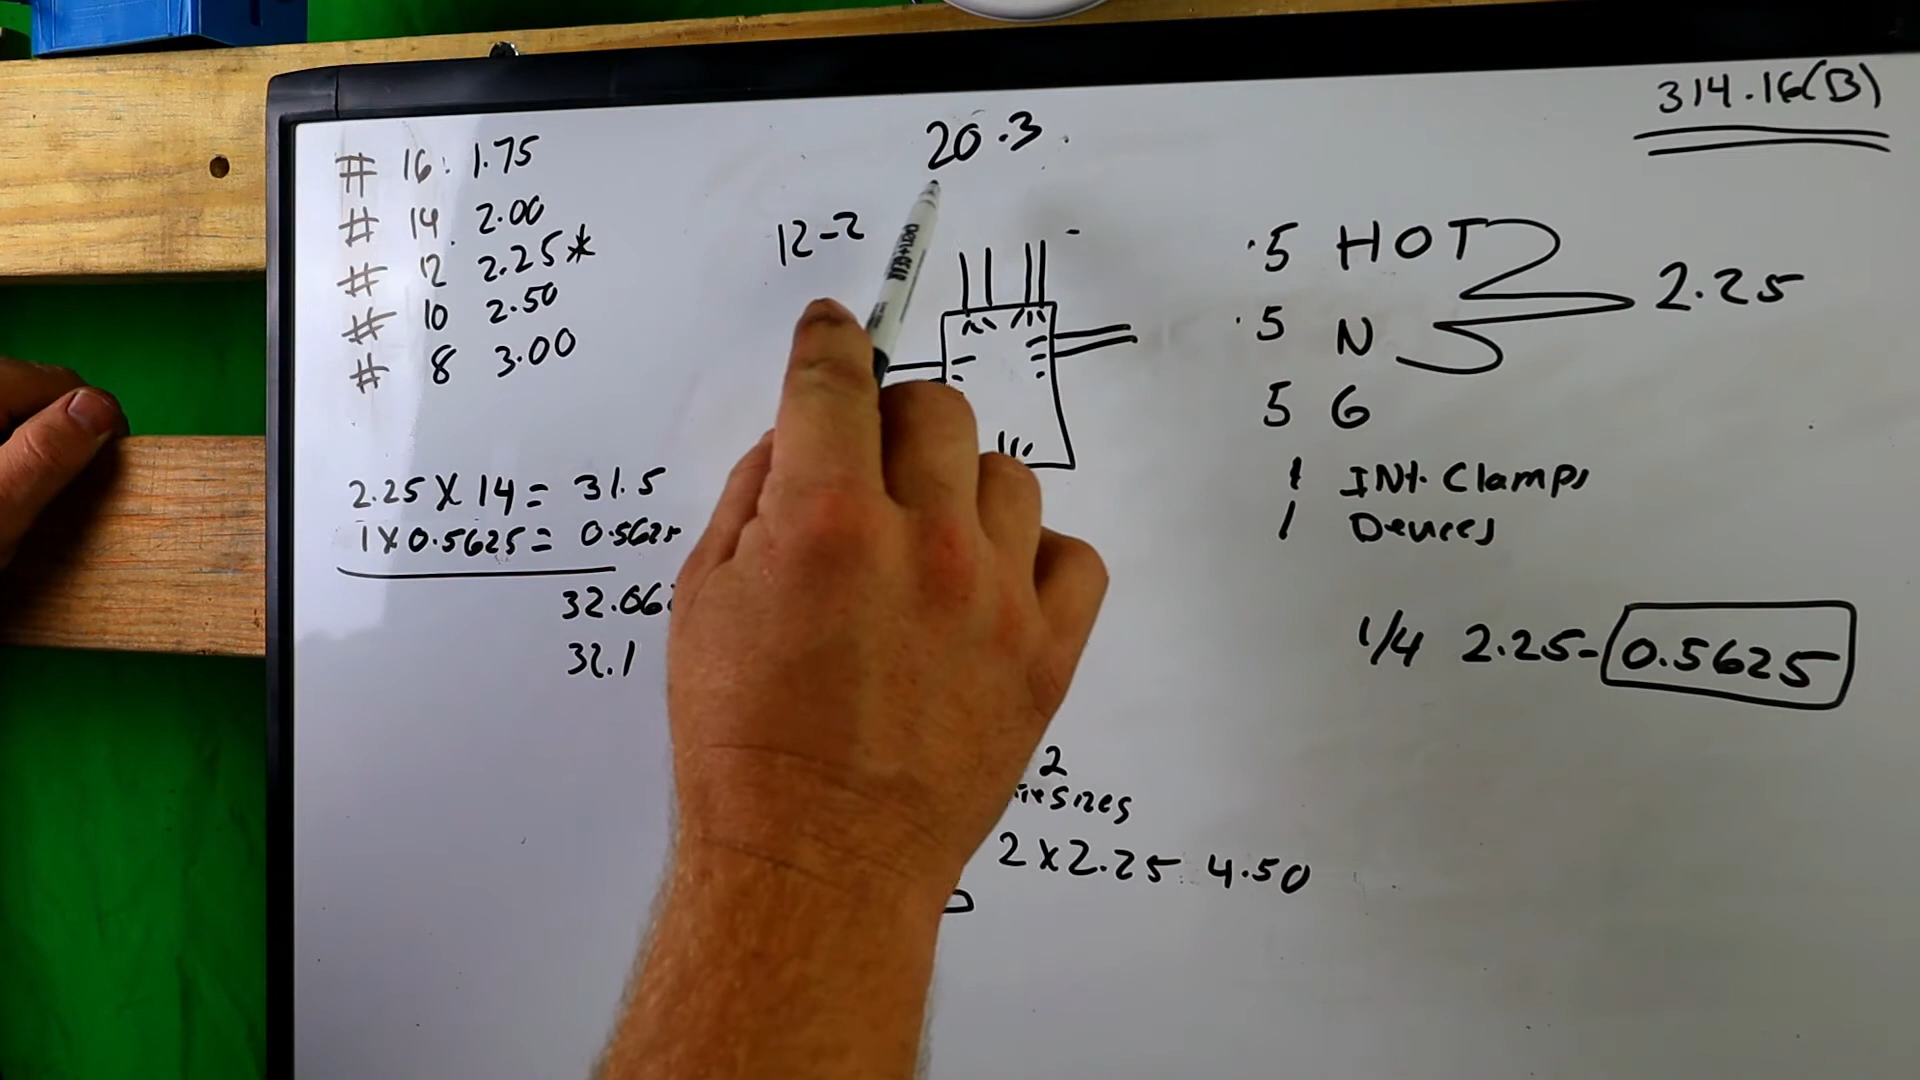 314.16(B)
20.3
# 16: 1.75
# 14 2.00
# 12 2.25*
# 10 2.50
# 8 3.00
12-2
5 HOT
5 N
2.25
5 G
1 INt. Clamps
1 Devices
2.25 X 14 = 31.5
1 X 0.5625 = 0.5625
32.062
32.1
1/4 2.25= 0.5625
2
2 X 2.25 4.50